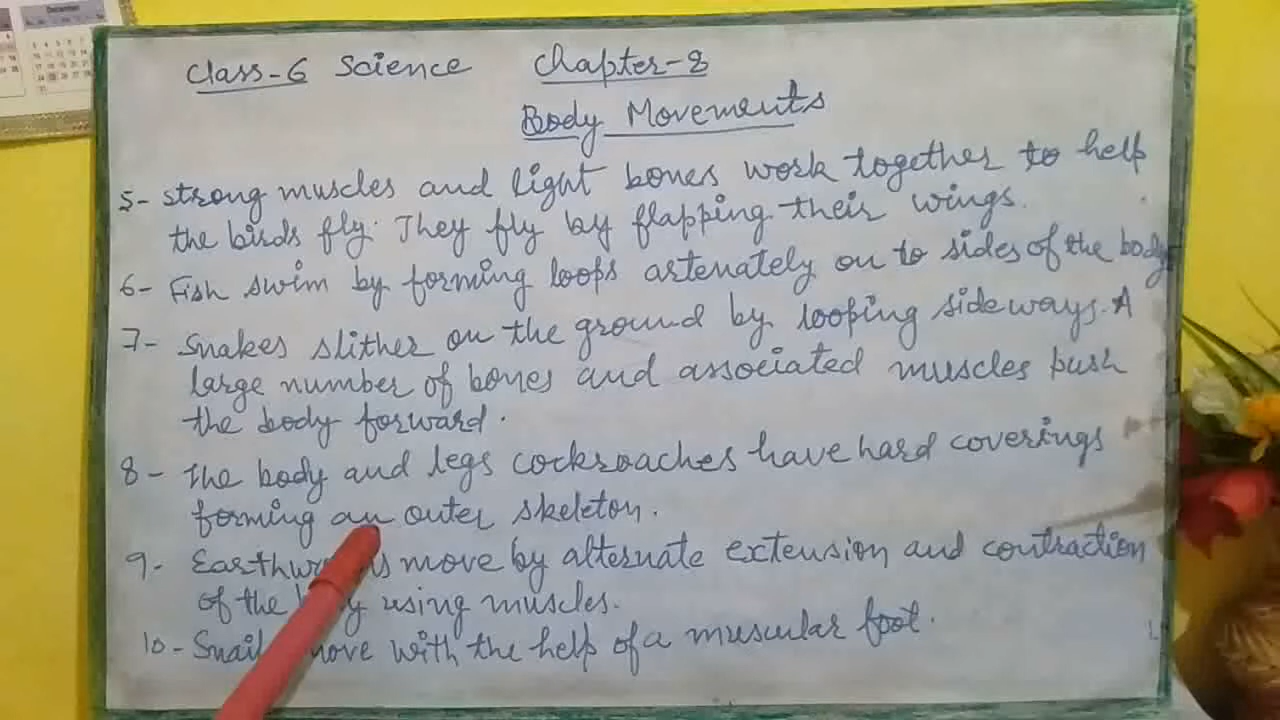 December
Class-6 Science Chapter-8
Body Movements
5- strong muscles and light bones work together to help
the birds fly. They fly by flapping their wings.
6- Fish swim by forming loops artenately on to sides of the body
7- Snakes slither on the ground by looping sideways. A
large number of bones and associated muscles push
the body forward.
8- The body and legs cockroaches have hard coverings
forming an outer skeleton.
9- move by alternate extension and contraction
of the using muscles.
10- move with the help of a muscular foot.